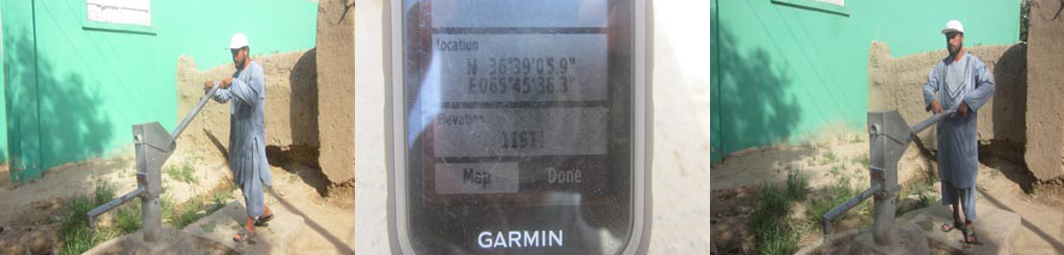 Location
N 36°39'05.9"
E065°45'36.3"
Elevation
Map Done
GARMIN